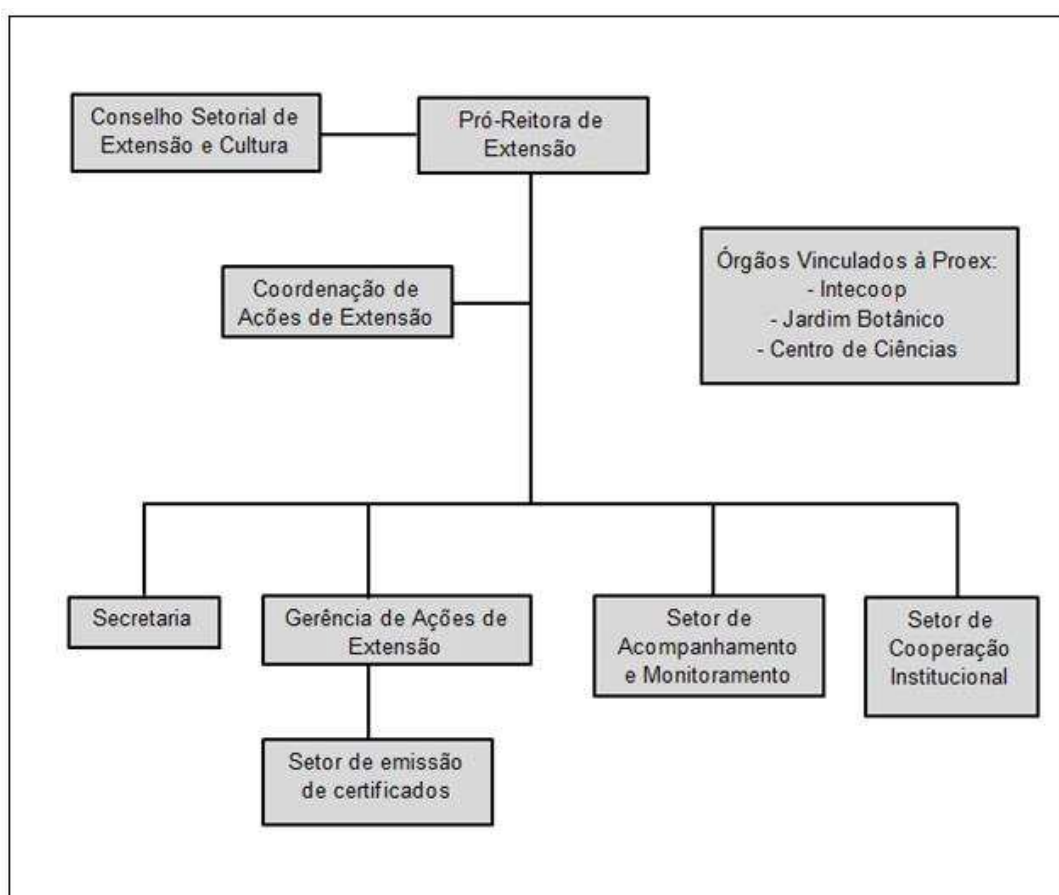 Conselho Setorial de
Extensão e Cultura
Pró-Reitora de
Extensão
Coordenação de
Ações de Extensão
Órgãos Vinculados à Proex:
- Intecoop
- Jardim Botânico
- Centro de Ciências
Secretaria
Gerência de Ações de
Extensão
Setor de
Acompanhamento
e Monitoramento
Setor de
Cooperação
Institucional
Setor de emissão
de certificados